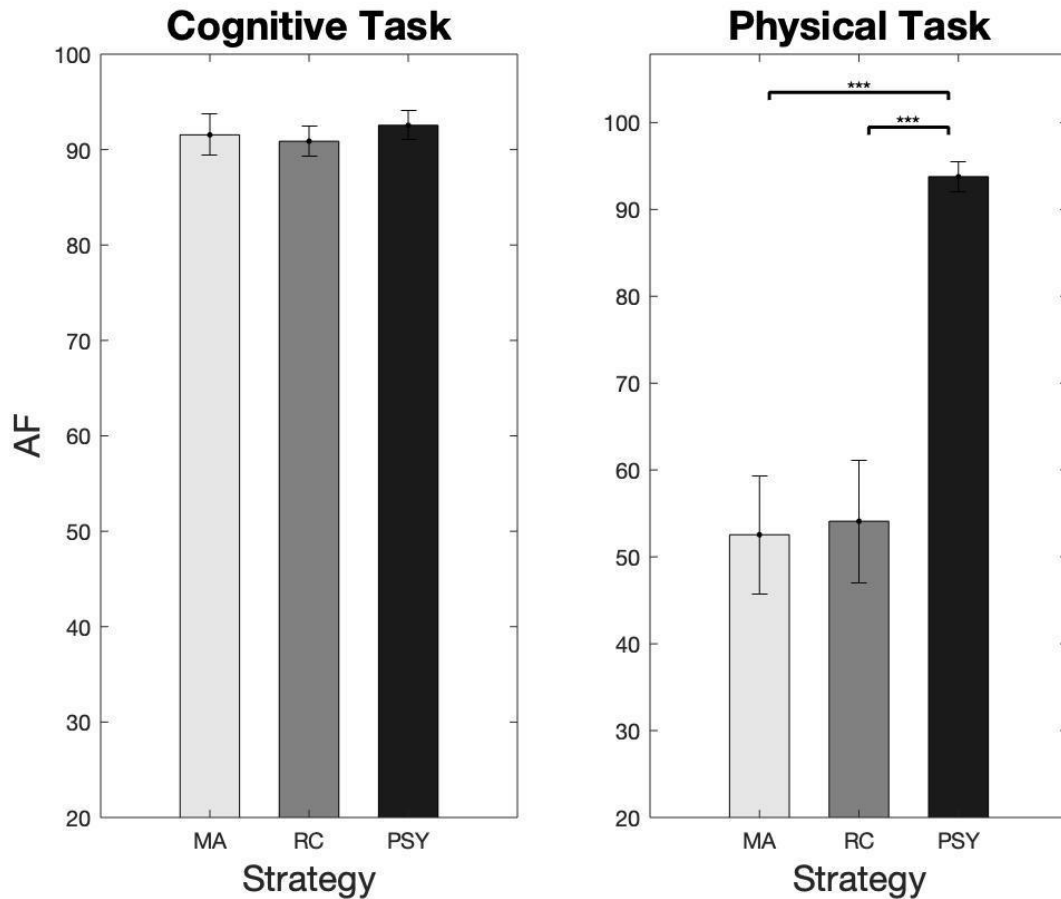 Cognitive Task
100
90
80
70
60
50
40
30
20
AF
MA RC PSY
Strategy
Physical Task
***
***
100
90
80
70
60
50
40
30
20
MA RC PSY
Strategy